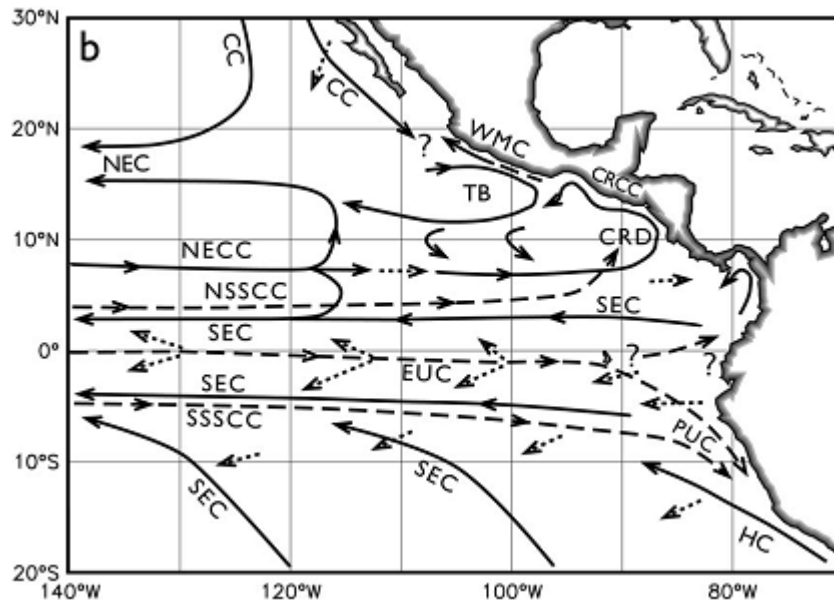 30°N
b
CC
CC
20°N
?
WMC
NEC
CRCC
TB
10°N
NECC
CRD
NSSCC
SEC
SEC
0°
?
?
EUC
SEC
SSSCC
PUC
10°S
SEC
SEC
HC
20°S
140°W
120°W
100°W
80°W